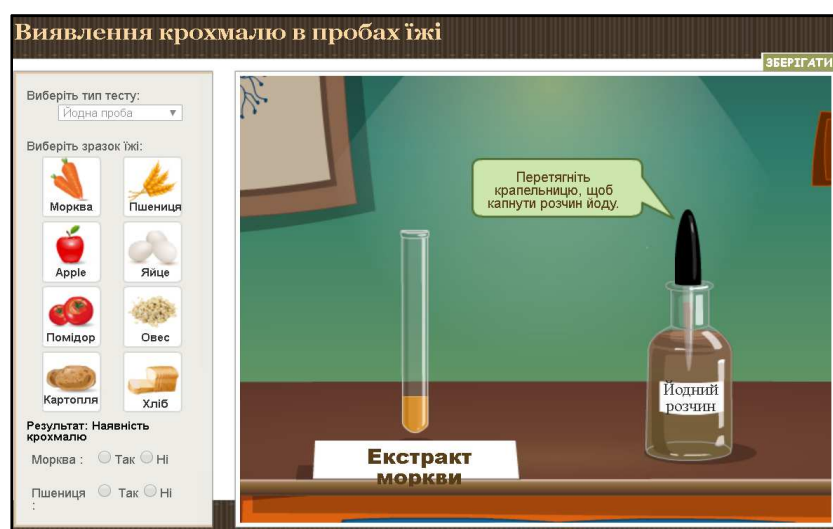 Виявлення крохмалю в пробах їжі
ЗБЕРІГАТИ
Виберіть тип тесту:
Йодна проба
Виберіть зразок їжі:
Морква
Пшениця
Apple
Яйце
Помідор
Овес
Картопля
Хліб
Результат: Наявність
крохмалю
Морква : Так Ні
Пшениця Так Ні
:
Перетягніть
крапельницю, щоб
капнути розчин йоду.
Йодний
розчин
Екстракт
моркви